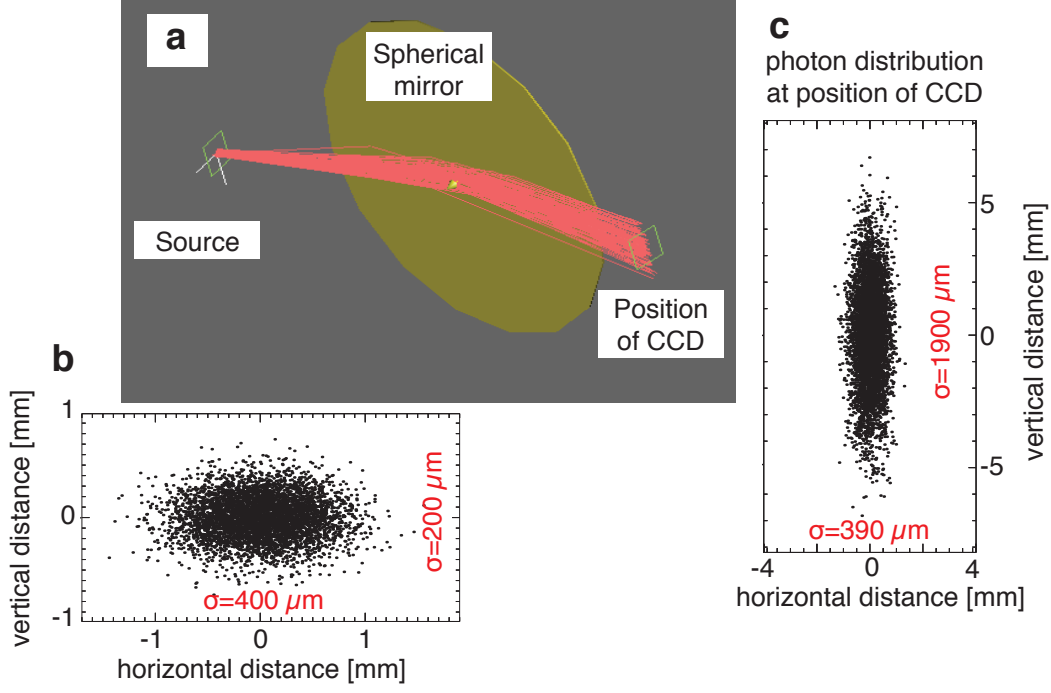 a
Spherical
mirror
Source
Position
of CCD
b
1
0
-1
vertical distance [mm]
σ=200 µm
σ=400 µm
-1 0 1
horizontal distance [mm]
c
photon distribution
at position of CCD
5
0
-5
vertical distance [mm]
σ=1900 µm
σ=390 µm
-4 0 4
horizontal distance [mm]